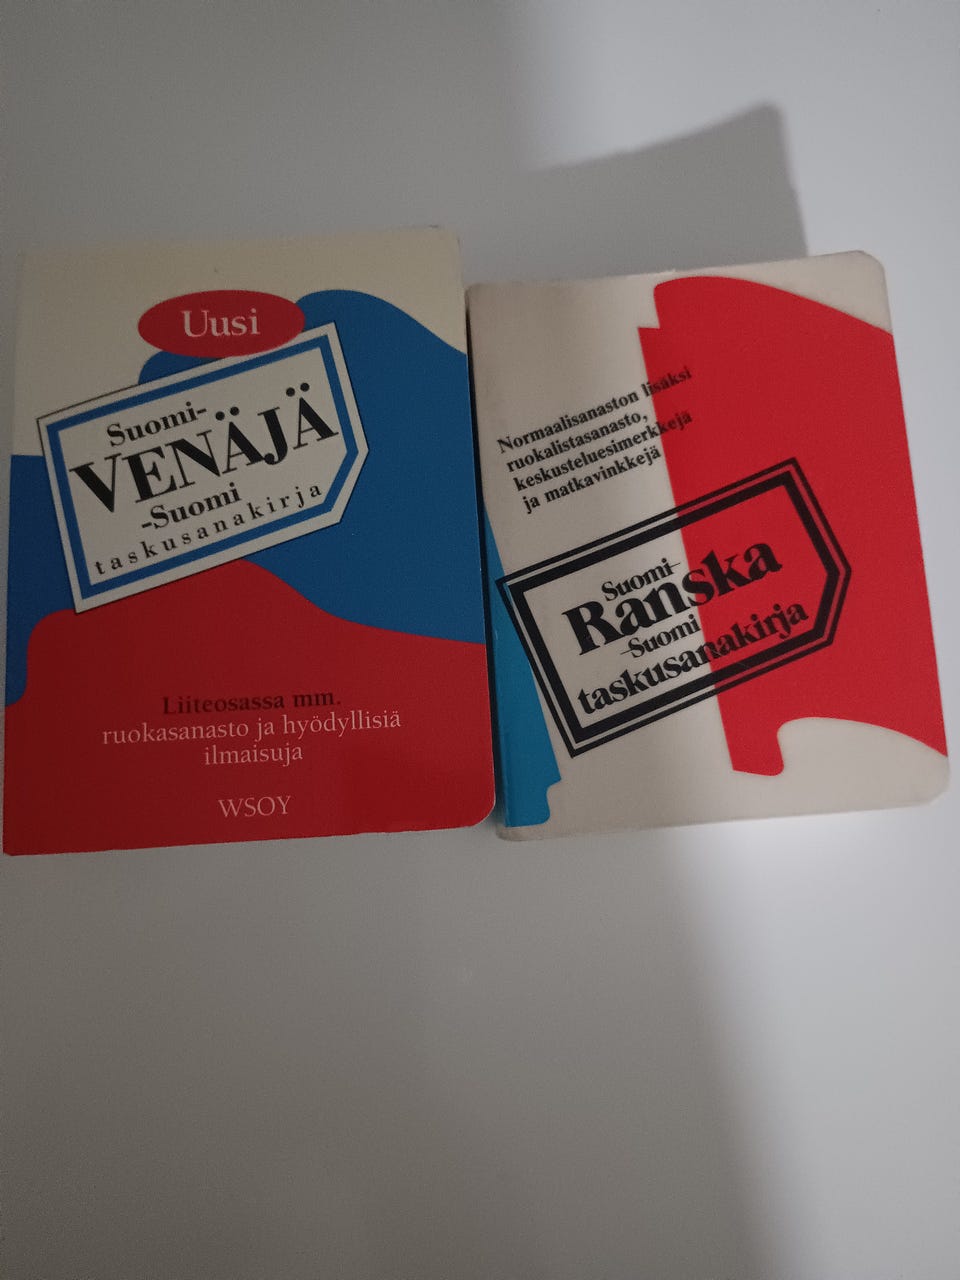 Uusi
Suomi-
VENÄJÄ
-Suomi
taskusanakirja
Liiteosassa mm.
ruokasanasto ja hyödyllisiä
ilmaisuja
WSOY
Normaalisanaston lisäksi
ruokalistasanasto,
keskusteluesimerkkejä
ja matkavinkkejä
Suomi-
Ranska
-Suomi
taskusanakirja